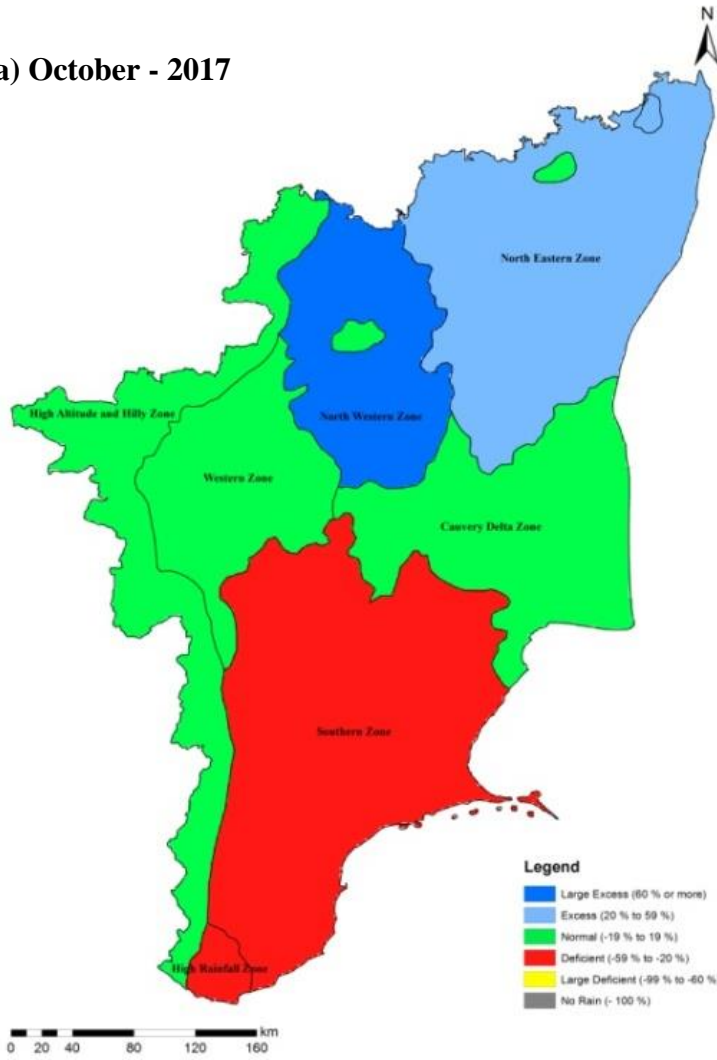 N
a) October - 2017
North Eastern Zone
High Altitude and Hilly Zone
North Western Zone
Western Zone
Cauvery Delta Zone
Southern Zone
High Rainfall Zone
Legend
Large Excess (60 % or more)
Excess (20 % to 59 %)
Normal (-19 % to 19 %)
Deficient (-59 % to -20 %)
Large Deficient (-99 % to -60 %
No Rain (- 100 %)
km
0 20 40 80 120 160